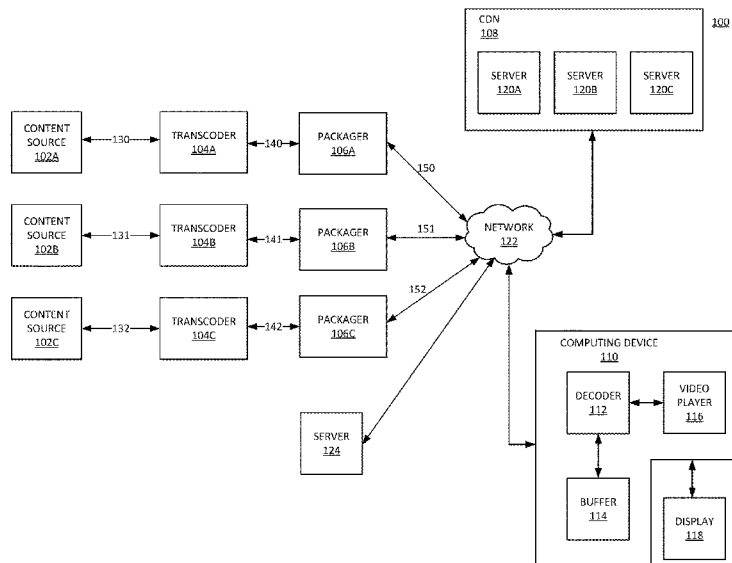 CDN
108
100
SERVER
120A
SERVER
120B
SERVER
120C
CONTENT
SOURCE
102A
130
TRANSCODER
104A
140
PACKAGER
106A
150
CONTENT
SOURCE
102B
131
TRANSCODER
104B
141
PACKAGER
106B
151
NETWORK
122
CONTENT
SOURCE
102C
132
TRANSCODER
104C
142
PACKAGER
106C
152
SERVER
124
COMPUTING DEVICE
110
DECODER
112
VIDEO
PLAYER
116
BUFFER
114
DISPLAY
118